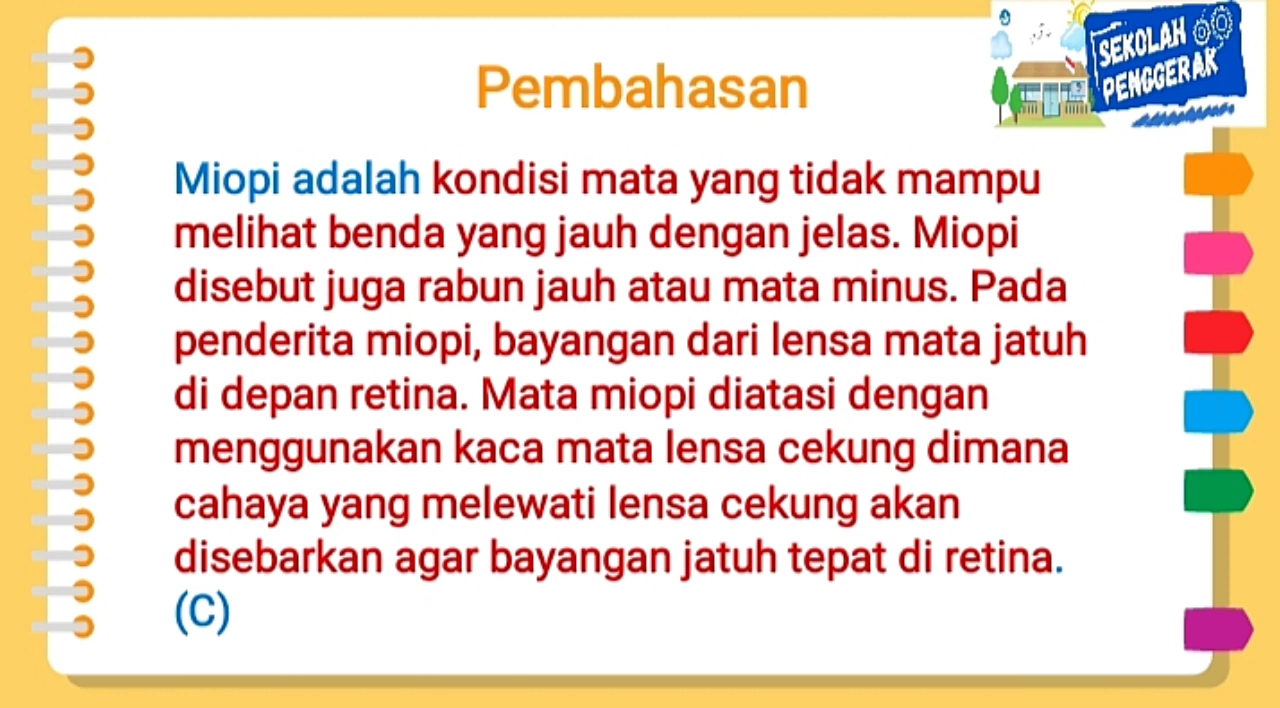 SEKOLAH
PENGGERAK
Pembahasan
Miopi adalah kondisi mata yang tidak mampu
melihat benda yang jauh dengan jelas. Miopi
disebut juga rabun jauh atau mata minus. Pada
penderita miopi, bayangan dari lensa mata jatuh
di depan retina. Mata miopi diatasi dengan
menggunakan kaca mata lensa cekung dimana
cahaya yang melewati lensa cekung akan
disebarkan agar bayangan jatuh tepat di retina.
(C)